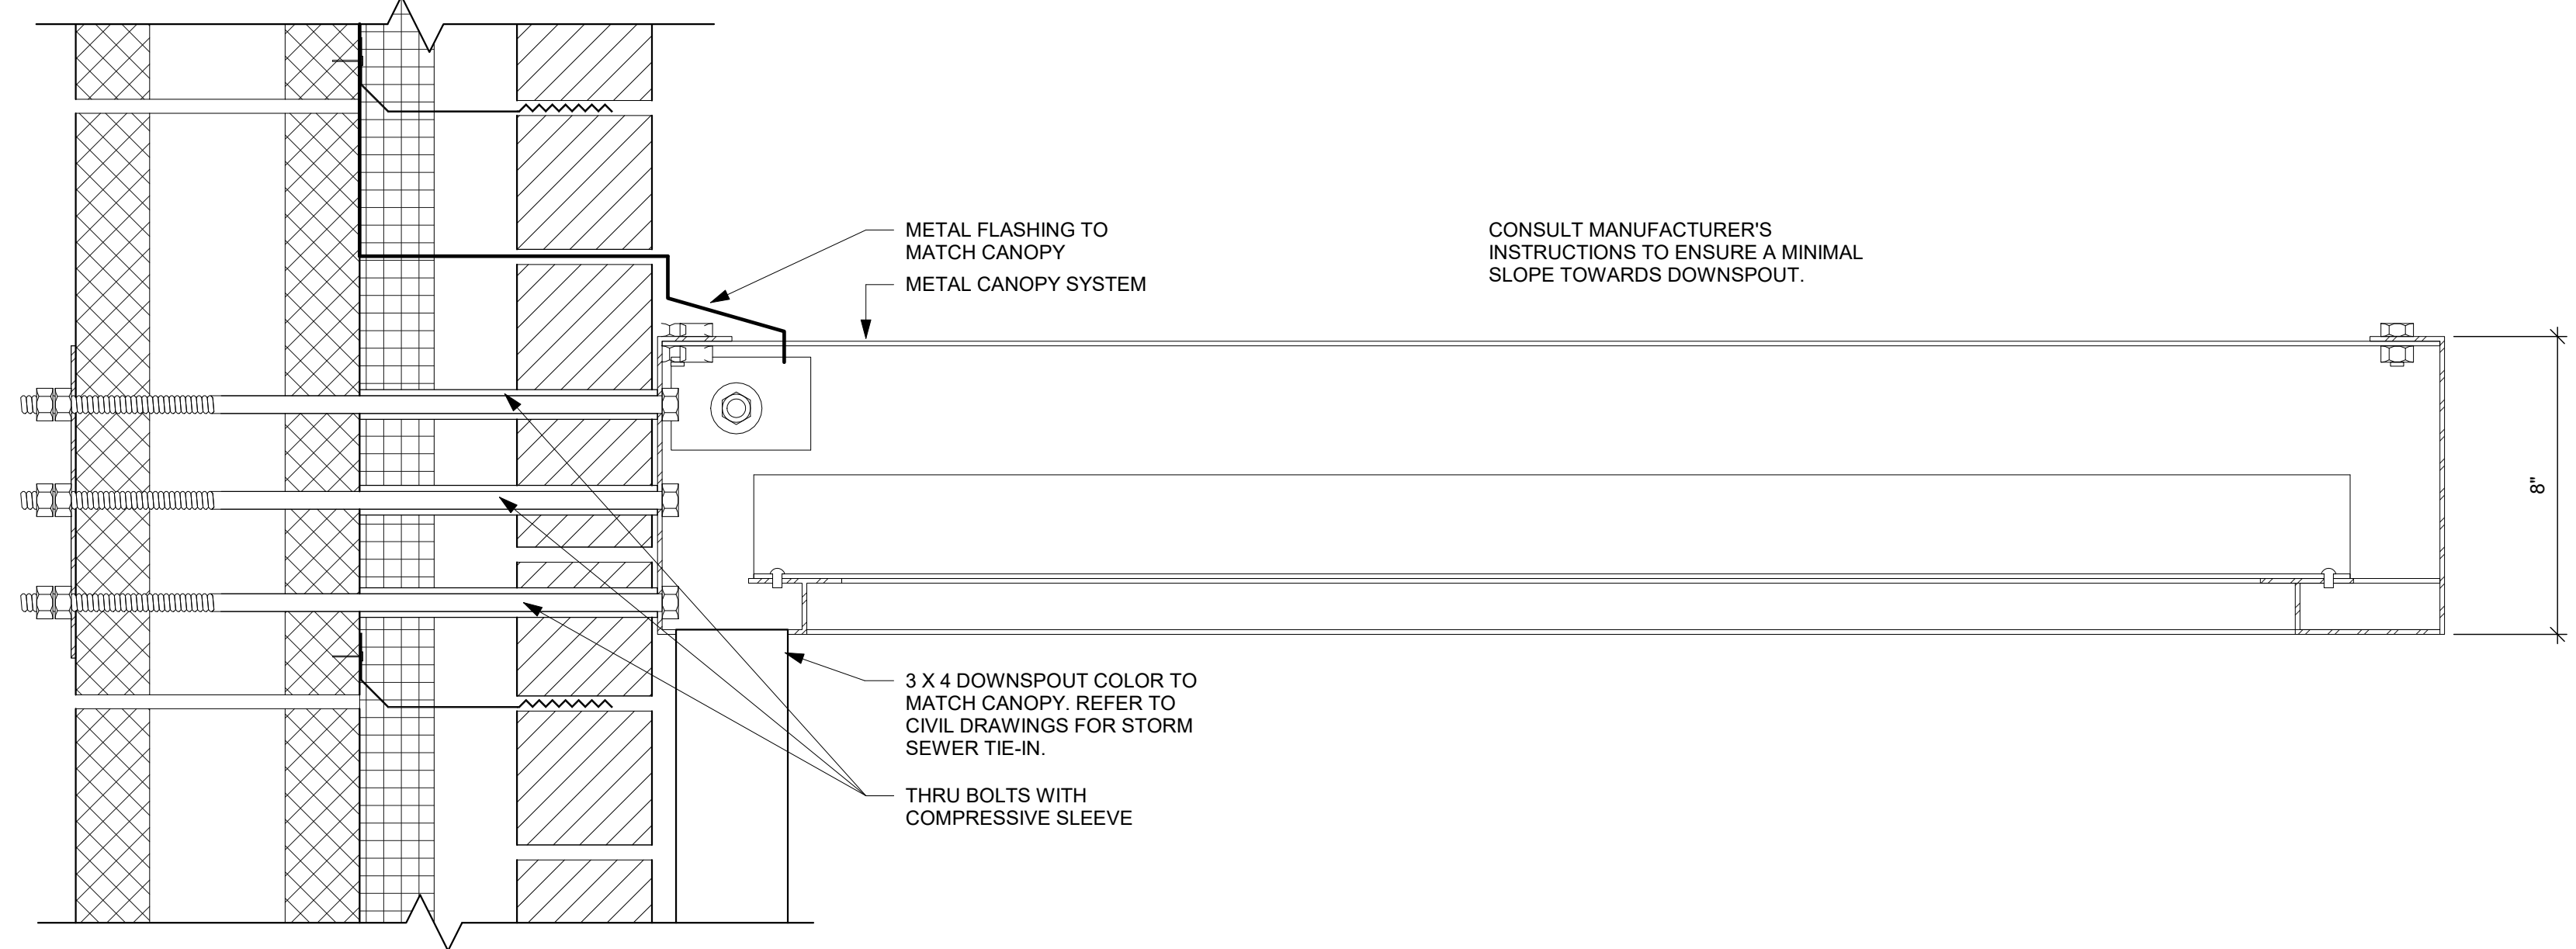 METAL FLASHING TO
MATCH CANOPY
METAL CANOPY SYSTEM
CONSULT MANUFACTURER'S
INSTRUCTIONS TO ENSURE A MINIMAL
SLOPE TOWARDS DOWNSPOUT.
8"
3 X 4 DOWNSPOUT COLOR TO
MATCH CANOPY. REFER TO
CIVIL DRAWINGS FOR STORM
SEWER TIE-IN.
THRU BOLTS WITH
COMPRESSIVE SLEEVE